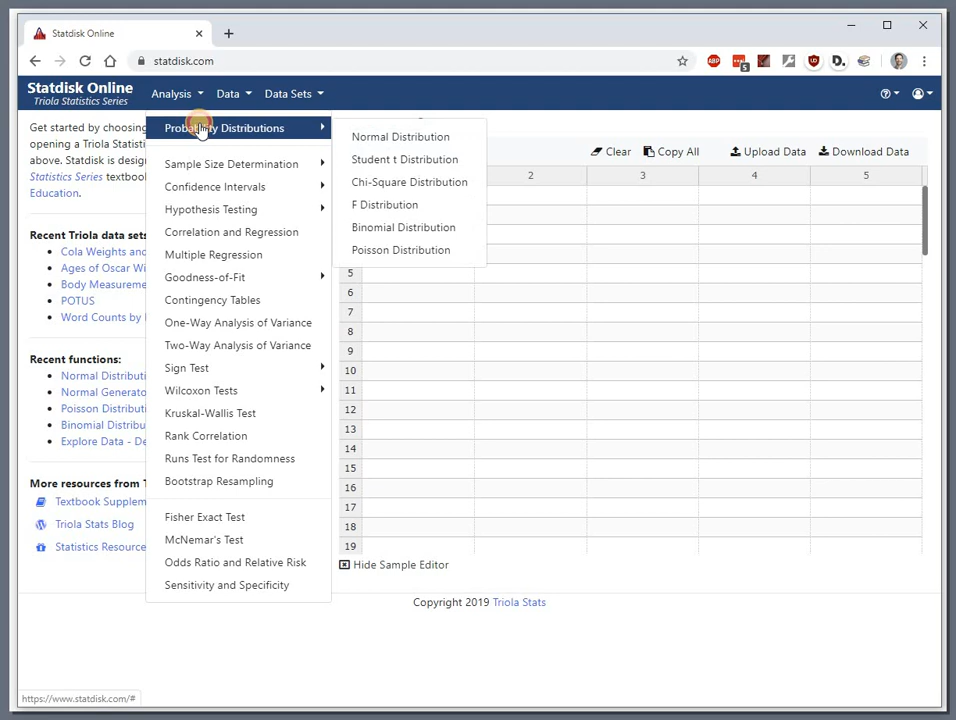 Statdisk Online
statdisk.com
ABP
5
UD
D.
Statdisk Online
Triola Statistics Series
Analysis
Data
Data Sets
Get started by choosing
opening a Triola Statisti
above. Statdisk is design
Statistics Series textboo
Education.
Recent Triola data sets
Cola Weights and
Ages of Oscar Wi
Body Measureme
POTUS
Word Counts by
Recent functions:
Normal Distributi
Normal Generato
Poisson Distributi
Binomial Distribu
Explore Data - De
More resources from T
Textbook Supplem
Triola Stats Blog
Statistics Resource
Probability Distributions
Sample Size Determination
Confidence Intervals
Hypothesis Testing
Correlation and Regression
Multiple Regression
Goodness-of-Fit
Contingency Tables
One-Way Analysis of Variance
Two-Way Analysis of Variance
Sign Test
Wilcoxon Tests
Kruskal-Wallis Test
Rank Correlation
Runs Test for Randomness
Bootstrap Resampling
Fisher Exact Test
McNemar's Test
Odds Ratio and Relative Risk
Sensitivity and Specificity
Normal Distribution
Student t Distribution
Chi-Square Distribution
F Distribution
Binomial Distribution
Poisson Distribution
Clear
Copy All
Upload Data
Download Data
2 3 4 5
5
6
7
8
9
10
11
12
13
14
15
16
17
18
19
Hide Sample Editor
Copyright 2019 Triola Stats
https://www.statdisk.com/#